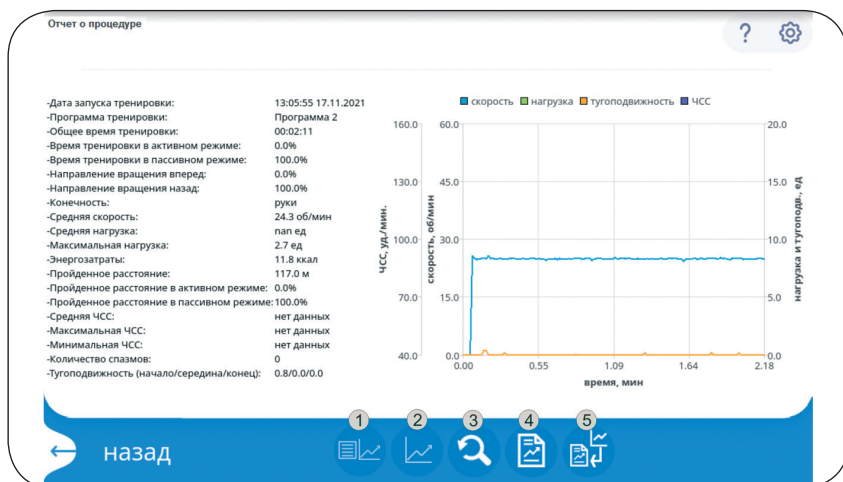 Отчет о процедуре
?
-Дата запуска тренировки: 13:05:55 17.11.2021
-Программа тренировки: Программа 2
-Общее время тренировки: 00:02:11
-Время тренировки в активном режиме: 0.0%
-Время тренировки в пассивном режиме: 100.0%
-Направление вращения вперед: 0.0%
-Направление вращения назад: 100.0%
-Конечность: руки
-Средняя скорость: 24.3 об/мин
-Средняя нагрузка: nan ед
-Максимальная нагрузка: 2.7 ед
-Энергозатраты: 11.8 ккал
-Пройденное расстояние: 117.0 м
-Пройденное расстояние в активном режиме: 0.0%
-Пройденное расстояние в пассивном режиме: 100.0%
-Средняя ЧСС: нет данных
-Максимальная ЧСС: нет данных
-Минимальная ЧСС: нет данных
-Количество спазмов: 0
-Тугоподвижность (начало/середина/конец): 0.8/0.0/0.0
скорость нагрузка тугоподвижность ЧСС
160.0 60.0 20.0
130.0 45.0 15.0
100.0 30.0 10.0
70.0 15.0 5.0
40.0 0.0 0.0
ЧСС, уд./мин.
скорость, об/мин
нагрузка и тугоподв., ед
0.00 0.55 1.09 1.64 2.18
время, мин
1 2 3 4 5
назад